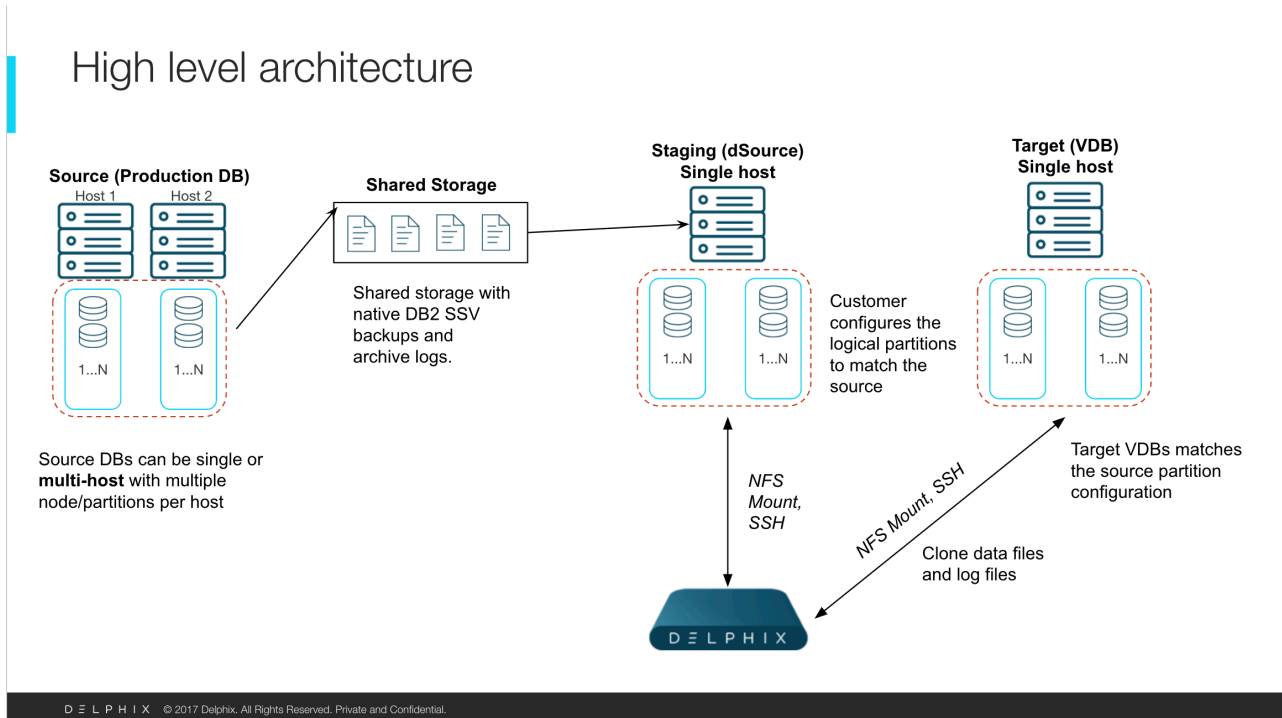 High level architecture
Source (Production DB)
Host 1
Host 2
1...N
1...N
Source DBs can be single or
multi-host with multiple
node/partitions per host
Shared Storage
Shared storage with
native DB2 SSV
backups and
archive logs.
Staging (dSource)
Single host
1...N
1...N
Customer
configures the
logical partitions
to match the
source
Target (VDB)
Single host
1...N
1...N
Target VDBs matches
the source partition
configuration
NFS
Mount,
SSH
NFS Mount, SSH
Clone data files
and log files
DELPHIX
DELPHIX © 2017 Delphix. All Rights Reserved. Private and Confidential.